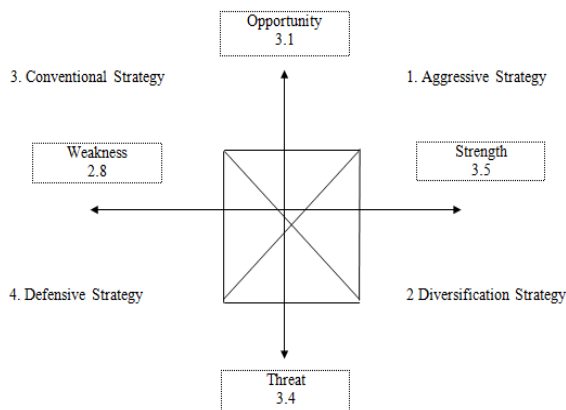 Opportunity
3.1
3. Conventional Strategy
1. Aggressive Strategy
Weakness
2.8
Strength
3.5
4. Defensive Strategy
2 Diversification Strategy
Threat
3.4